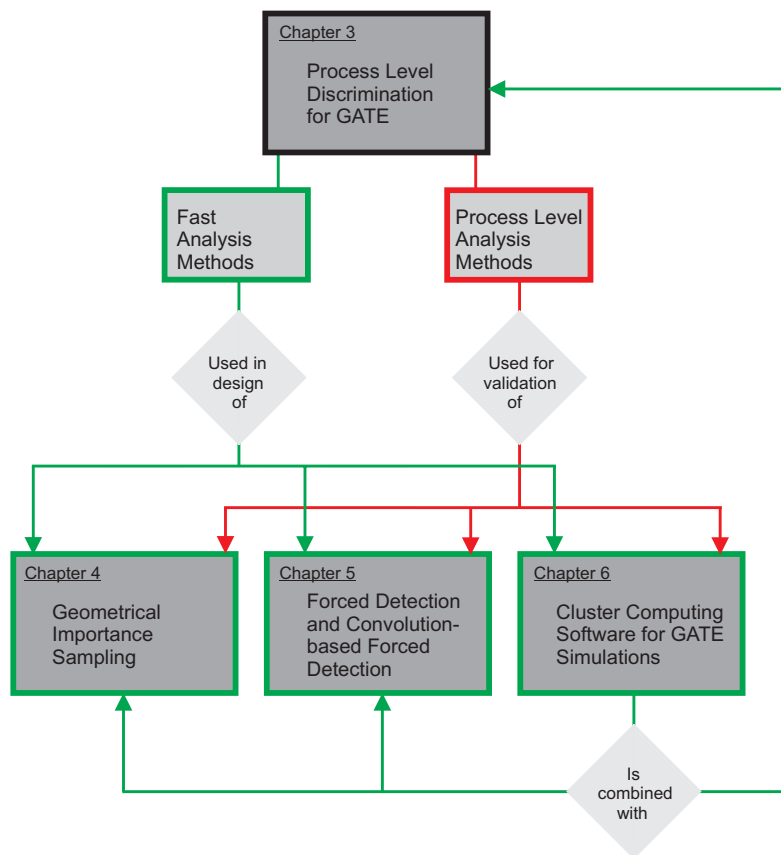 Chapter 3
Process Level
Discrimination
for GATE
Fast
Analysis
Methods
Process Level
Analysis
Methods
Used in
design
of
Used for
validation
of
Chapter 4
Geometrical
Importance
Sampling
Chapter 5
Forced Detection
and Convolution-
based Forced
Detection
Chapter 6
Cluster Computing
Software for GATE
Simulations
Is
combined
with